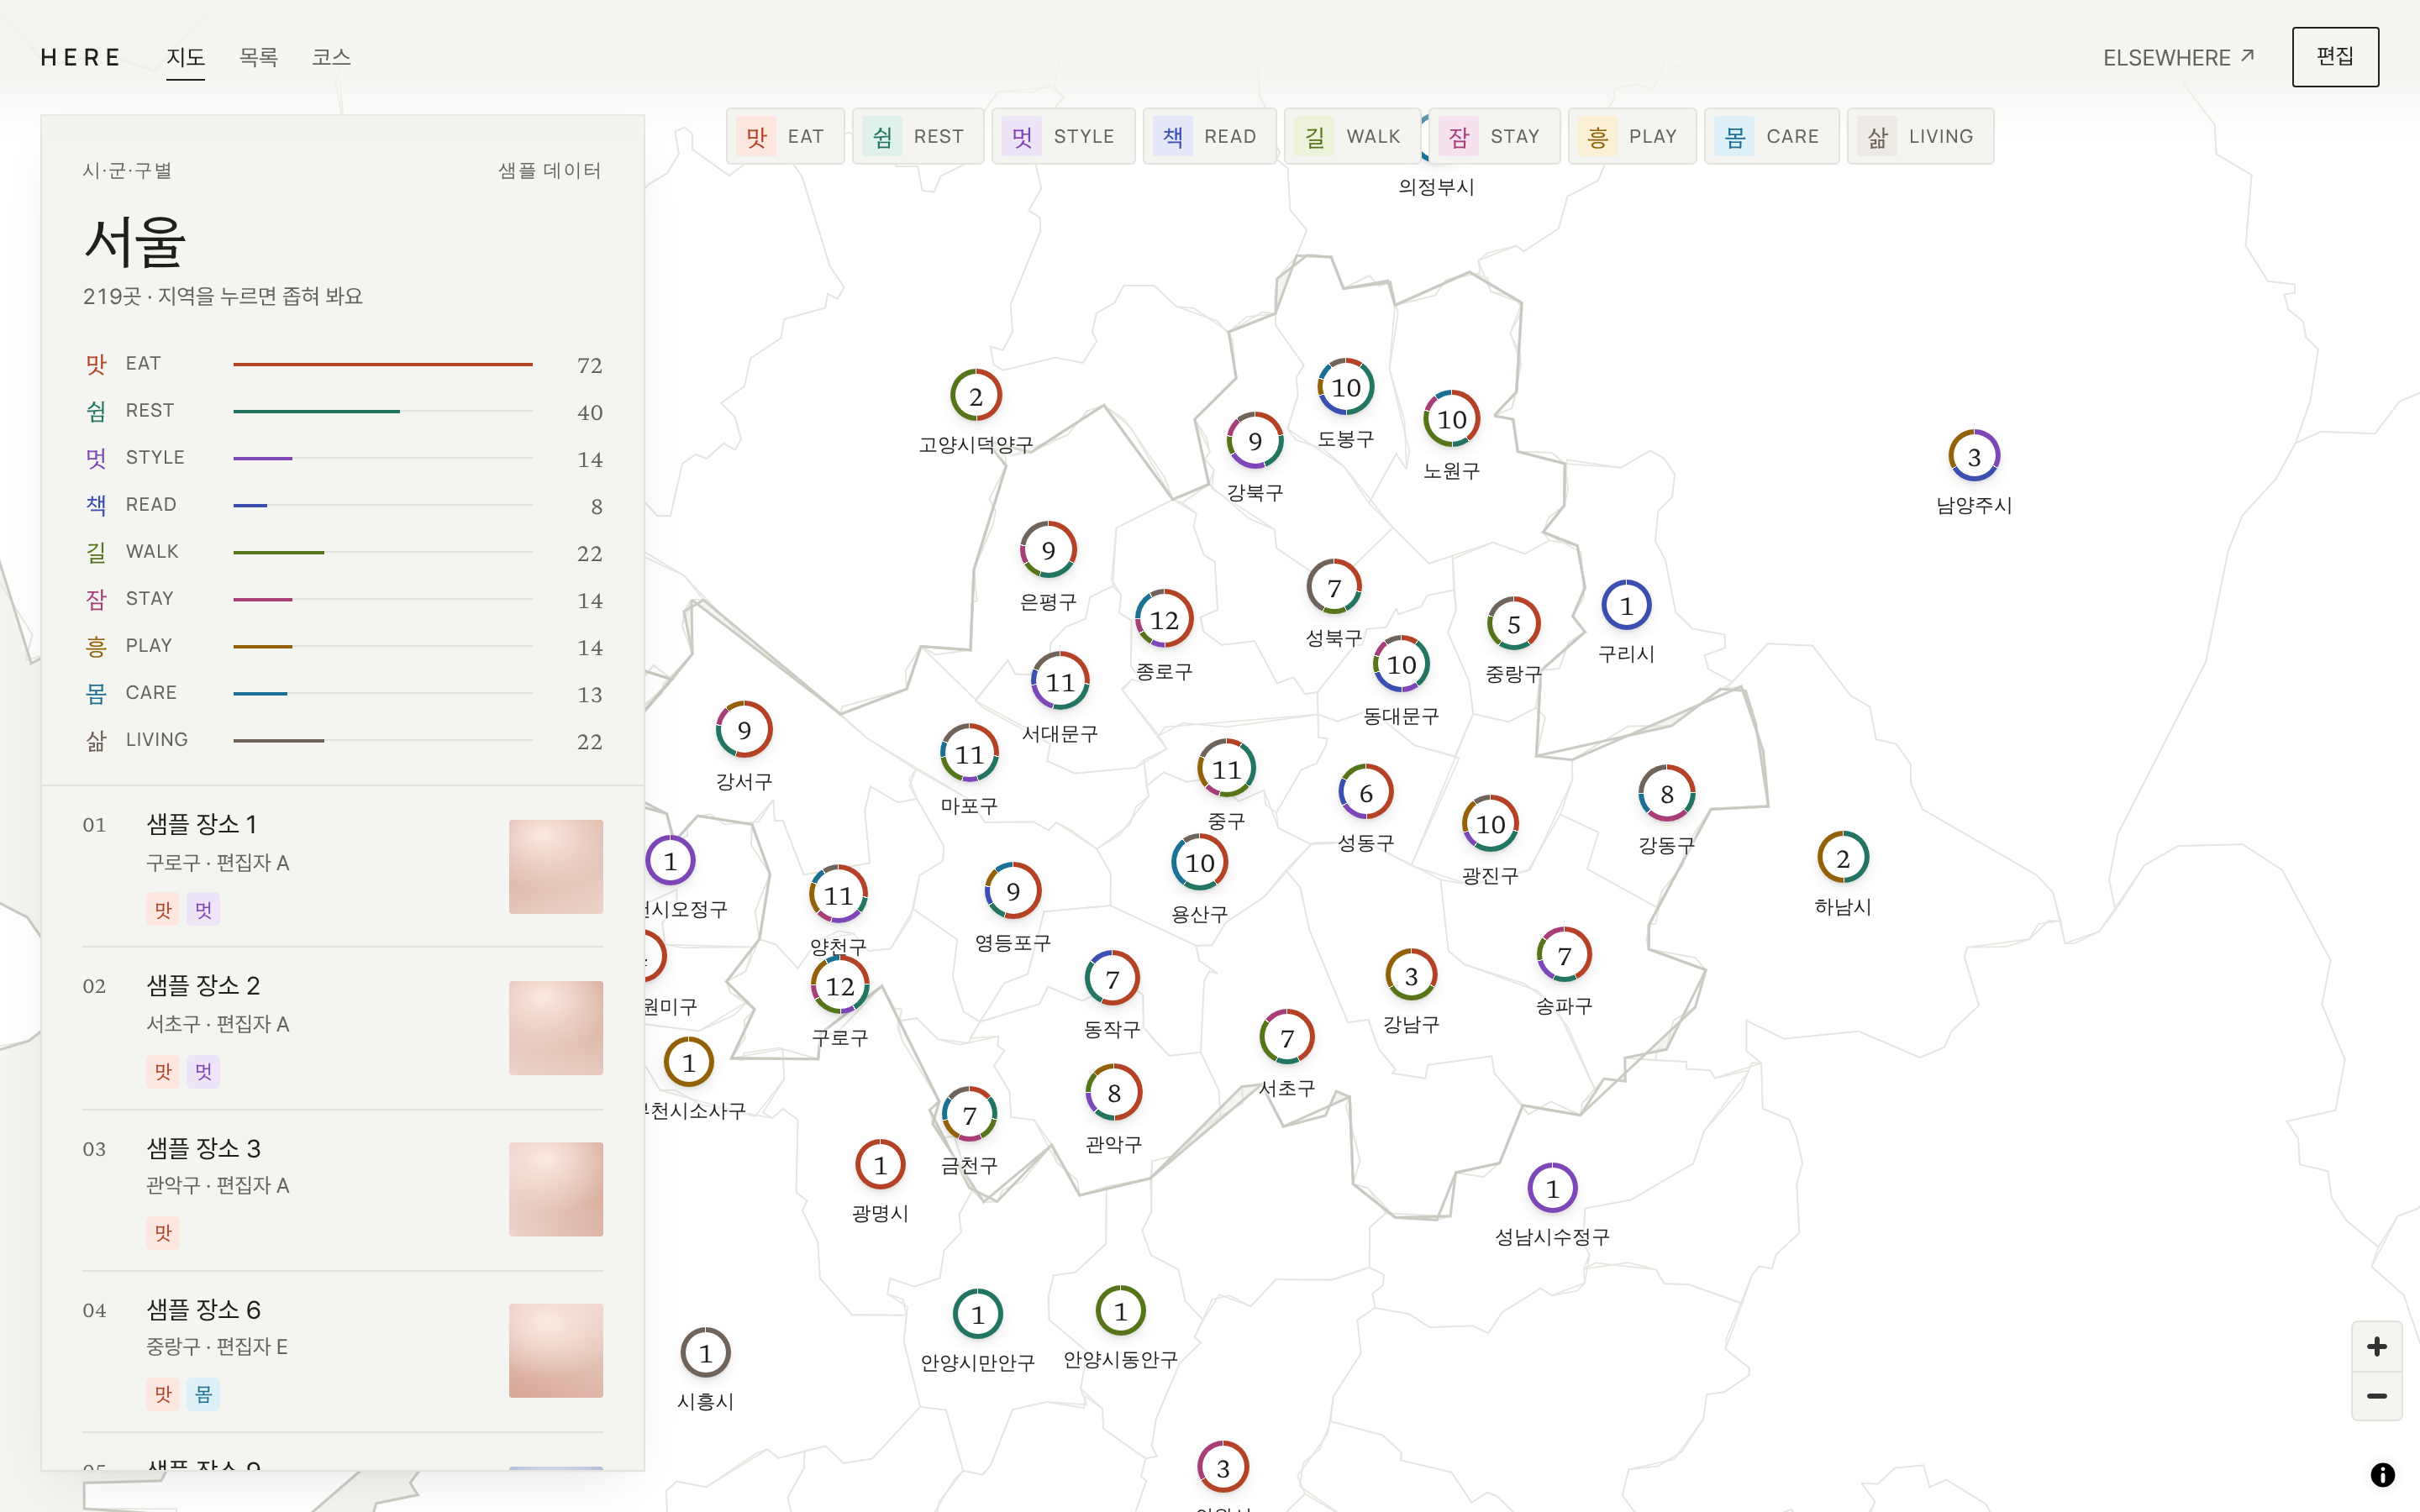 HERE 지도 목록 코스 ELSEWHERE ↗ 편집
맛 EAT 쉼 REST 멋 STYLE 책 READ 길 WALK 잠 STAY 흥 PLAY 몸 CARE 삶 LIVING
시·군·구별 샘플 데이터
서울
219곳 · 지역을 누르면 좁혀 봐요
맛 EAT 72
쉼 REST 40
멋 STYLE 14
책 READ 8
길 WALK 22
잠 STAY 14
흥 PLAY 14
몸 CARE 13
삶 LIVING 22
01 샘플 장소 1
구로구 · 편집자 A
맛 멋
02 샘플 장소 2
서초구 · 편집자 A
맛 멋
03 샘플 장소 3
관악구 · 편집자 A
맛
04 샘플 장소 6
중랑구 · 편집자 E
맛 몸
의정부시
2
고양시덕양구
10
도봉구
10
노원구
9
강북구
3
남양주시
9
은평구
12
종로구
7
성북구
5
중랑구
1
구리시
11
서대문구
10
동대문구
9
강서구
11
마포구
11
중구
6
성동구
10
광진구
8
강동구
2
하남시
1
시오정구
11
양천구
9
영등포구
10
용산구
12
구로구
7
동작구
3
강남구
7
송파구
원미구
1
천시소사구
7
서초구
8
관악구
7
금천구
1
광명시
1
성남시수정구
1
안양시만안구
1
안양시동안구
1
시흥시
3